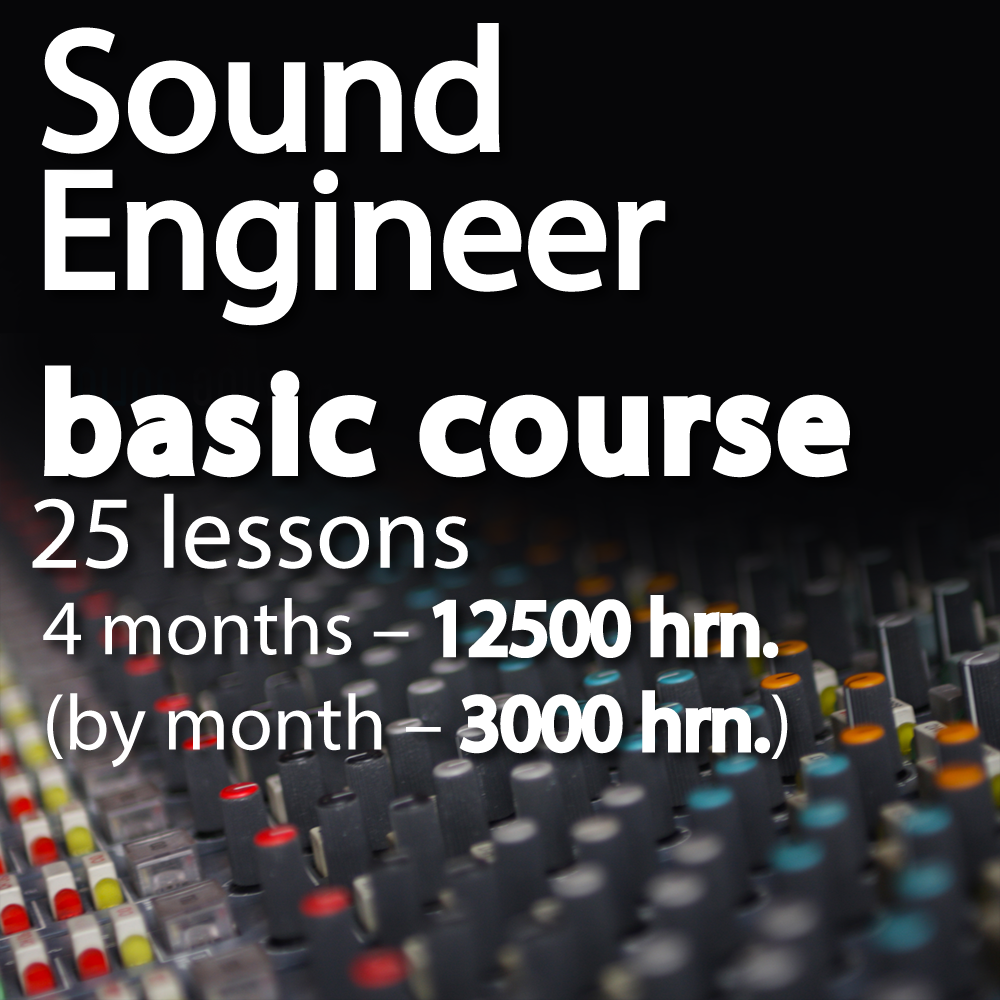 Sound
Engineer
basic course
25 lessons
4 months – 12500 hrn.
(by month – 3000 hrn.)